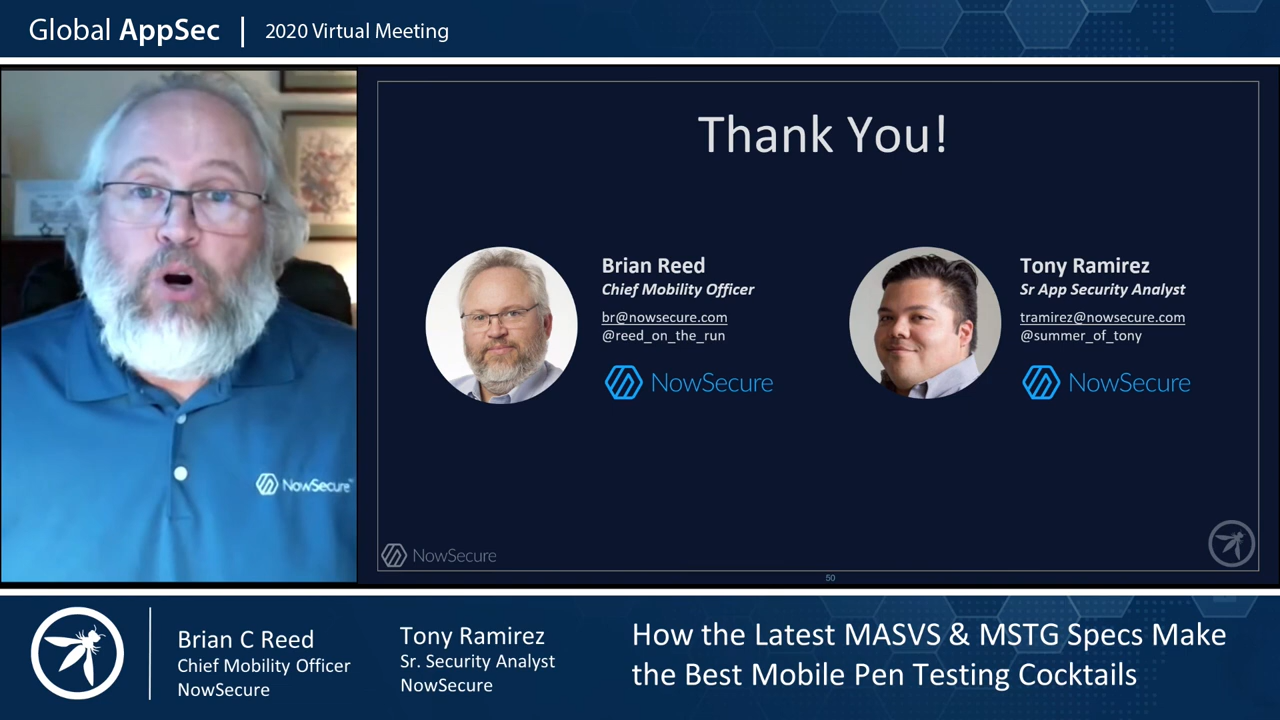 Global AppSec | 2020 Virtual Meeting
Thank You!
Brian Reed
Chief Mobility Officer
br@nowsecure.com
@reed_on_the_run
NowSecure
Tony Ramirez
Sr App Security Analyst
tramirez@nowsecure.com
@summer_of_tony
NowSecure
NowSecure
NowSecure
50
Brian C Reed
Chief Mobility Officer
NowSecure
Tony Ramirez
Sr. Security Analyst
NowSecure
How the Latest MASVS & MSTG Specs Make
the Best Mobile Pen Testing Cocktails